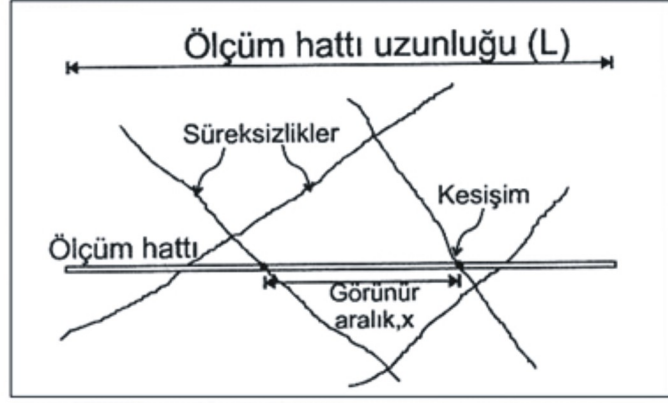 Ölçüm hattı uzunluğu (L)
Süreksizlikler
Kesişim
Ölçüm hattı
Görünür
aralık,x